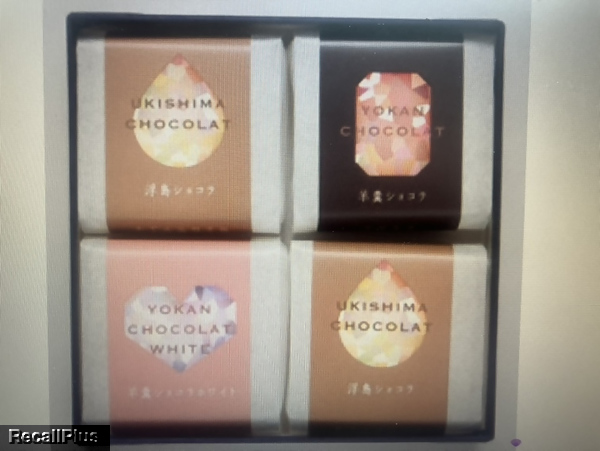 UKISHIMA
CHOCOLAT
浮島ショコラ
YOKAN
CHOCOLAT
羊羹ショコラ
YOKAN
CHOCOLAT
WHITE
羊羹ショコラホワイト
UKISHIMA
CHOCOLAT
浮島ショコラ
RecallPlus